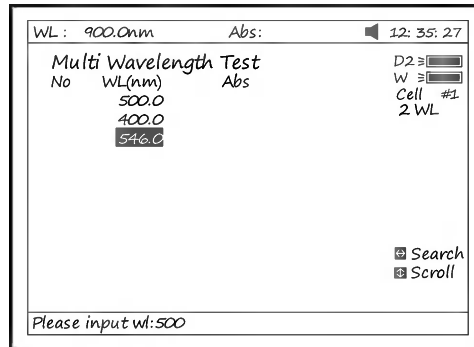 WL: 900.0nm Abs: 12:35:27
Multi Wavelength Test
No WL(nm) Abs
500.0
400.0
546.0
D2
W
Cell #1
2 WL
Search
Scroll
Please input wl:500